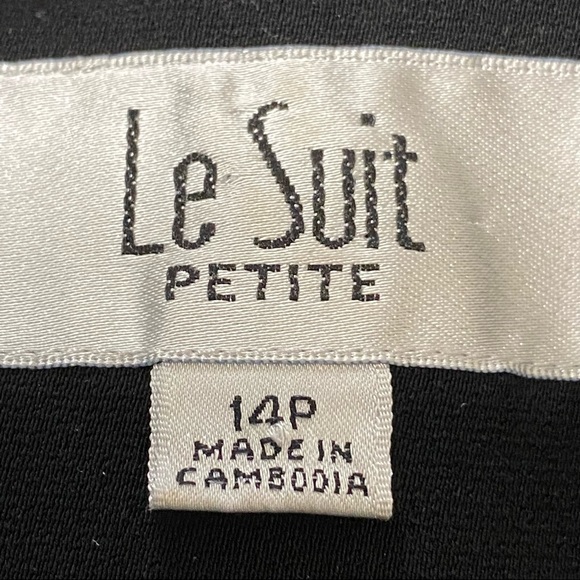 Le Suit
PETITE
14P
MADE IN
CAMBODIA